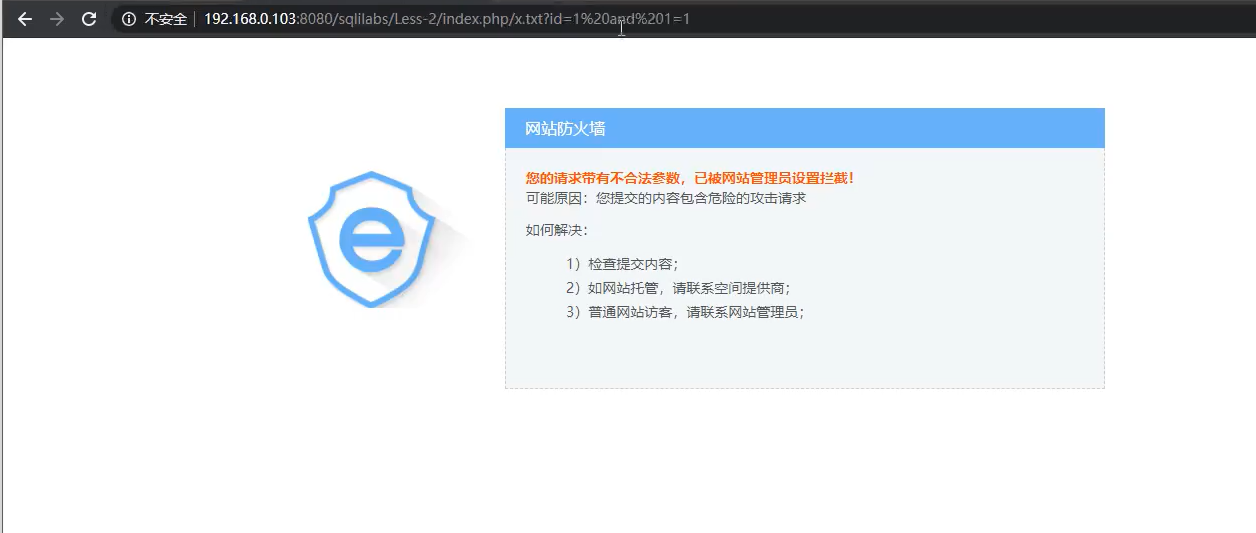 不安全 192.168.0.103:8080/sqlilabs/Less-2/index.php/x.txt?id=1%20and%201=1
网站防火墙
您的请求带有不合法参数，已被网站管理员设置拦截！
可能原因：您提交的内容包含危险的攻击请求
如何解决：
1）检查提交内容；
2）如网站托管，请联系空间提供商；
3）普通网站访客，请联系网站管理员；